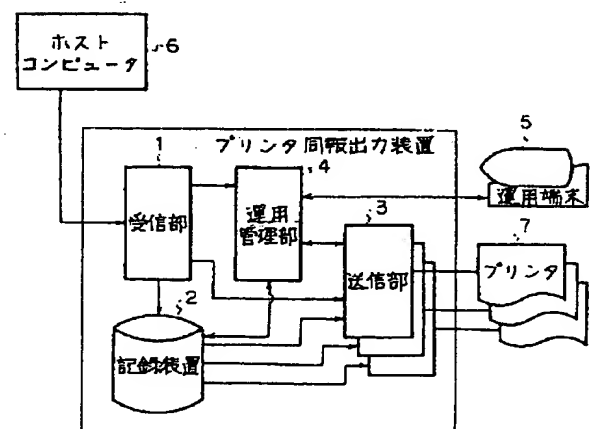 ホスト
コンピュータ
6
プリンタ同報出力装置
1
受信部
4
運用
管理部
5
運用端末
3
送信部
7
プリンタ
2
記録装置